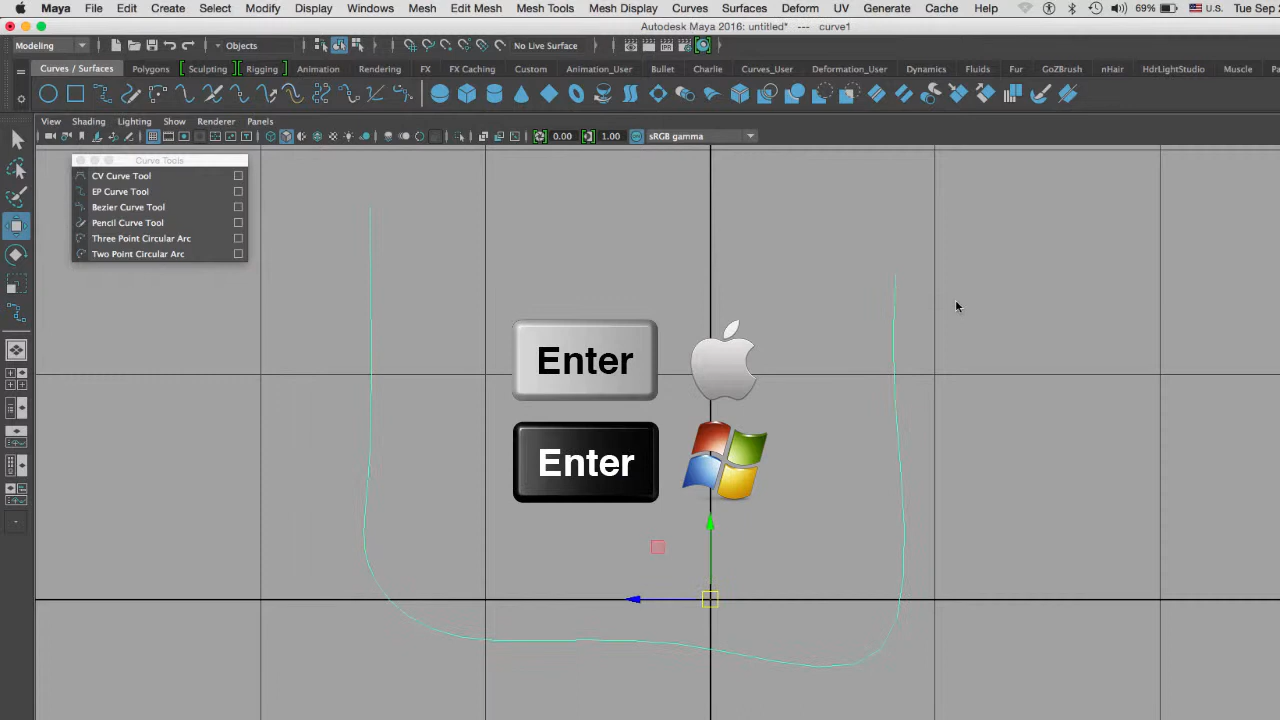 Maya File Edit Create Select Modify Display Windows Mesh Edit Mesh Mesh Tools Mesh Display Curves Surfaces Deform UV Generate Cache Help 69% U.S. Tue Sep
Autodesk Maya 2016: untitled* --- curve1
Modeling Objects No Live Surface
Curves / Surfaces Polygons Sculpting Rigging Animation Rendering FX FX Caching Custom Animation_User Bullet Charlie Curves_User Deformation_User Dynamics Fluids Fur GoZBrush nHair HdrLightStudio Muscle
View Shading Lighting Show Renderer Panels
0.00 1.00 sRGB gamma
Curve Tools
CV Curve Tool
EP Curve Tool
Bezier Curve Tool
Pencil Curve Tool
Three Point Circular Arc
Two Point Circular Arc
Enter
Enter